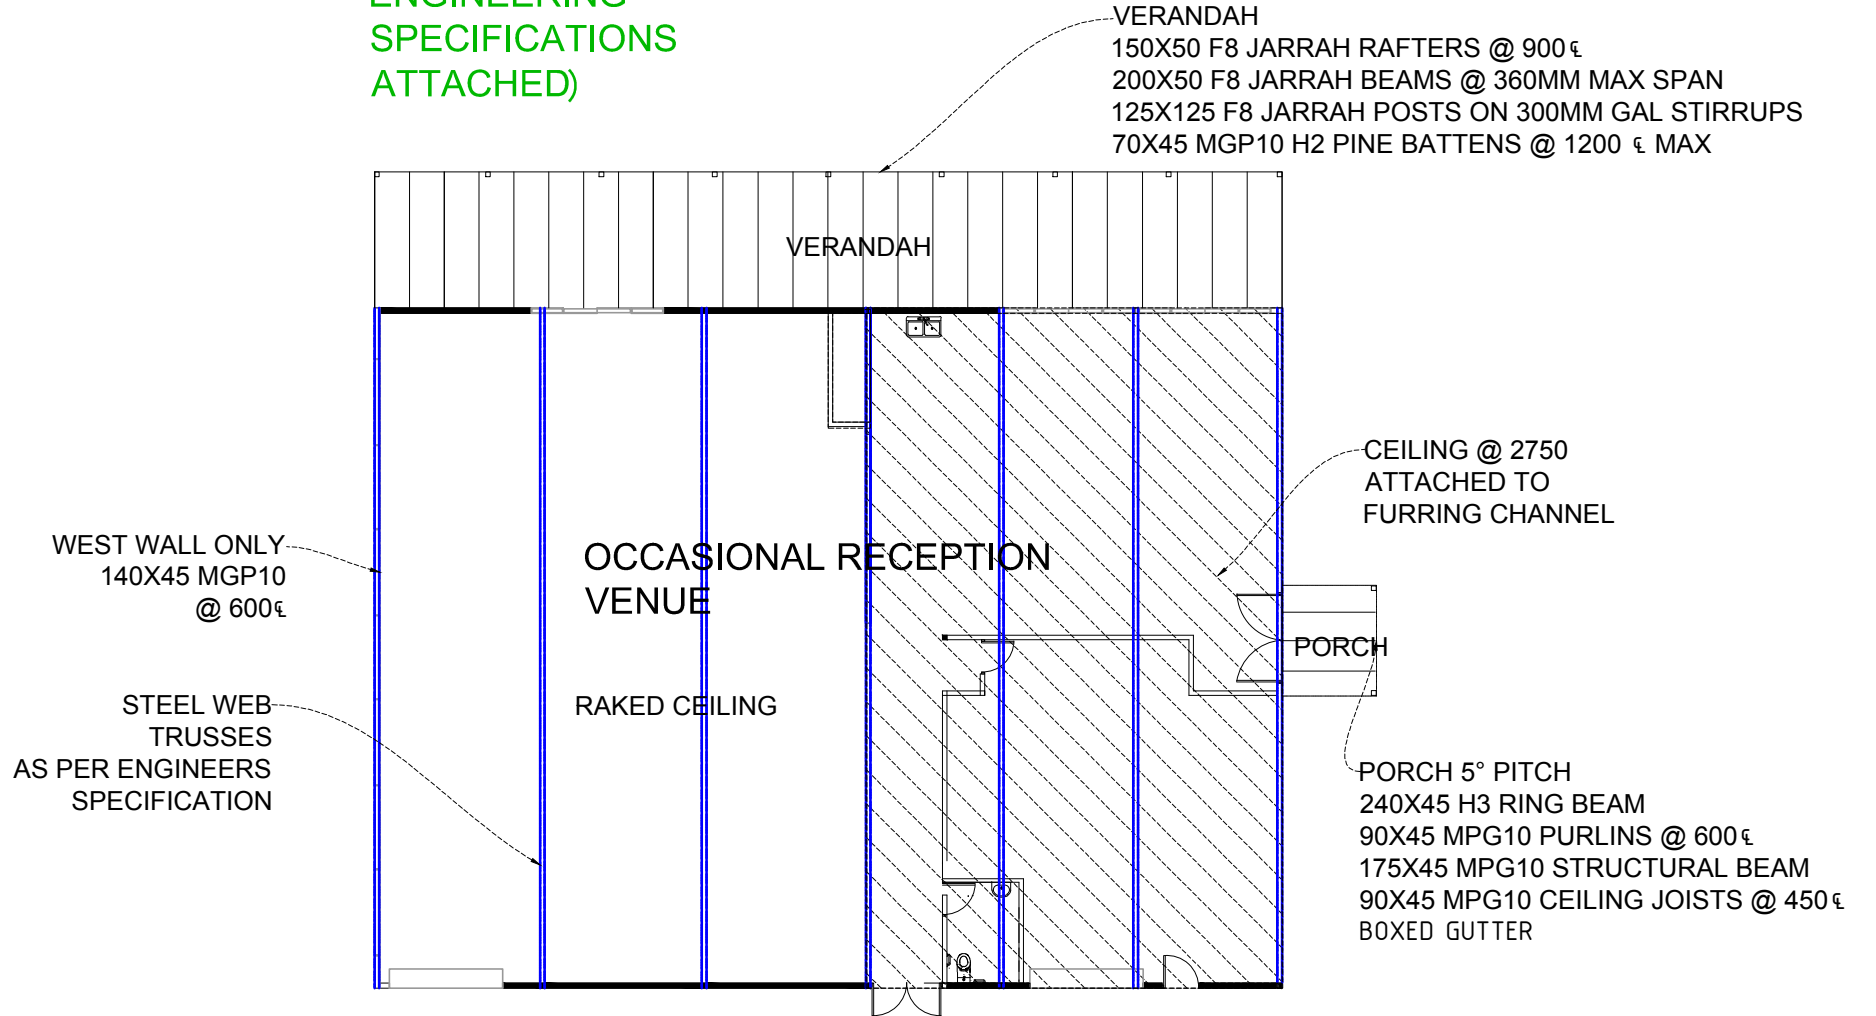 ENGINEERING
SPECIFICATIONS
ATTACHED)
VERANDAH
150X50 F8 JARRAH RAFTERS @ 900℄
200X50 F8 JARRAH BEAMS @ 360MM MAX SPAN
125X125 F8 JARRAH POSTS ON 300MM GAL STIRRUPS
70X45 MGP10 H2 PINE BATTENS @ 1200 ℄ MAX
VERANDAH
CEILING @ 2750
ATTACHED TO
FURRING CHANNEL
WEST WALL ONLY
140X45 MGP10
@ 600℄
OCCASIONAL RECEPTION
VENUE
PORCH
RAKED CEILING
STEEL WEB
TRUSSES
AS PER ENGINEERS
SPECIFICATION
PORCH 5° PITCH
240X45 H3 RING BEAM
90X45 MPG10 PURLINS @ 600℄
175X45 MPG10 STRUCTURAL BEAM
90X45 MPG10 CEILING JOISTS @ 450℄
BOXED GUTTER